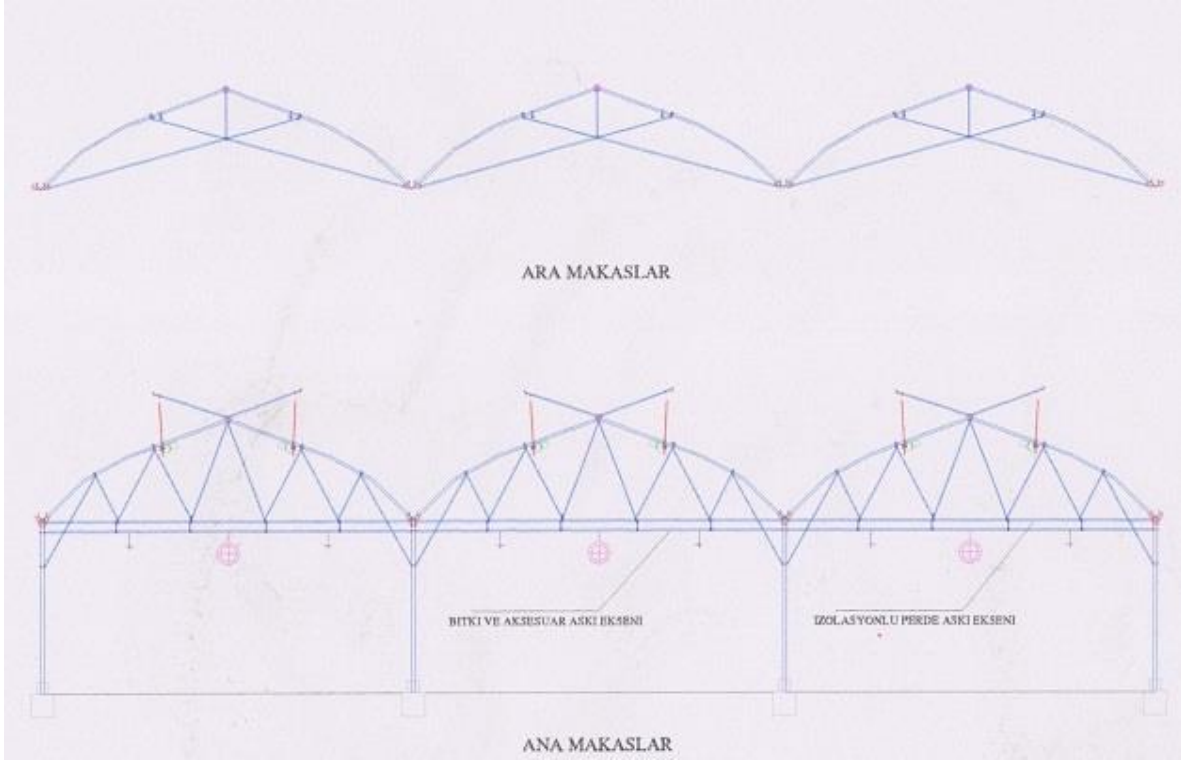 ARA MAKASLAR
BITKI VE AKSESUAR ASKI EKSENI
IZOLASYONLU PERDE ASKI EKSENI
ANA MAKASLAR